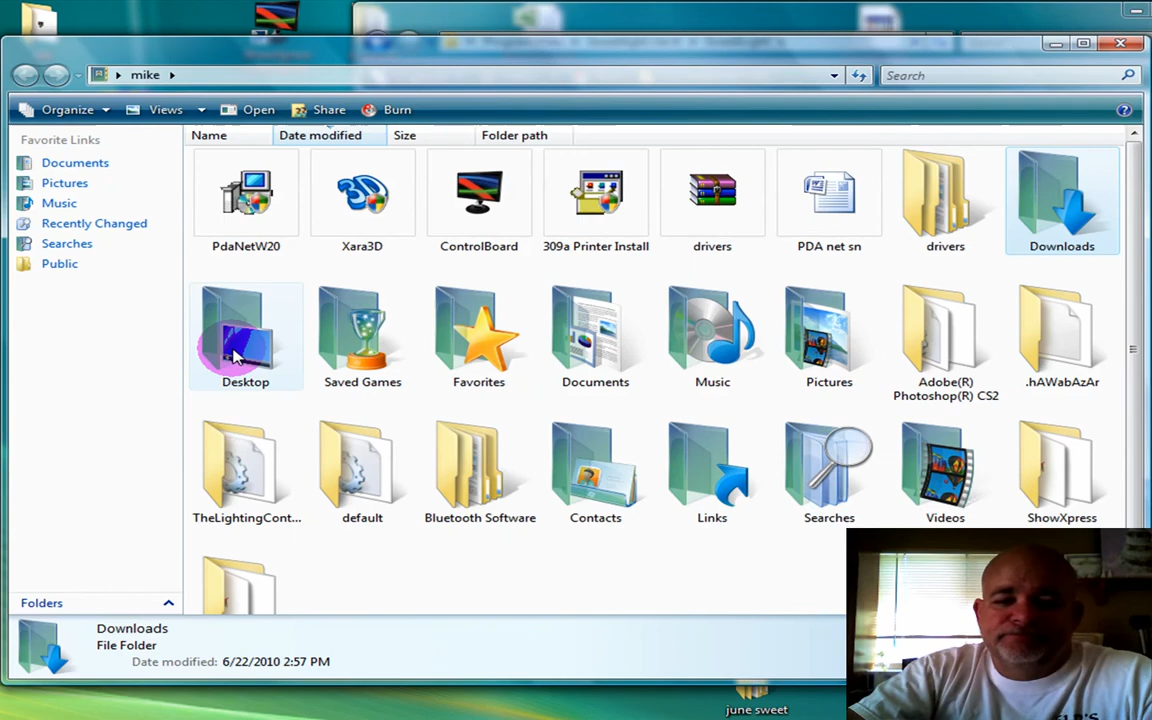 mike
Search
Organize
Views
Open
Share
Burn
Favorite Links
Documents
Pictures
Music
Recently Changed
Searches
Public
Folders
Name
Date modified
Size
Folder path
PdaNetW20
Xara3D
ControlBoard
309a Printer Install
drivers
PDA net sn
drivers
Downloads
Desktop
Saved Games
Favorites
Documents
Music
Pictures
Adobe(R)
Photoshop(R) CS2
.hAWabAzAr
TheLightingCont...
default
Bluetooth Software
Contacts
Links
Searches
Videos
ShowXpress
Downloads
File Folder
Date modified: 6/22/2010 2:57 PM
june sweet